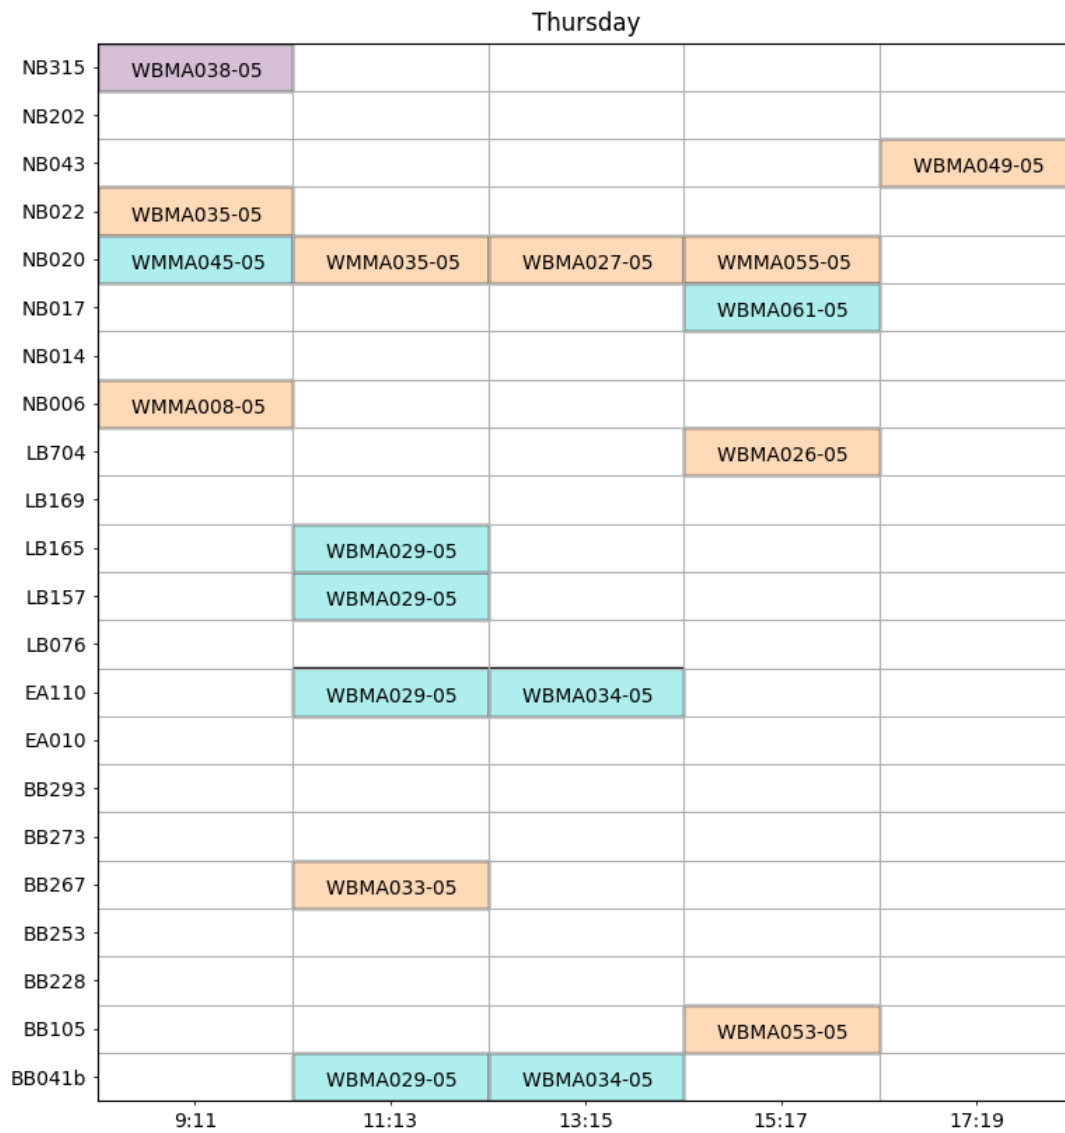 Thursday
NB315 WBMA038-05
NB202
NB043 WBMA049-05
NB022 WBMA035-05
NB020 WMMA045-05 WMMA035-05 WBMA027-05 WMMA055-05
NB017 WBMA061-05
NB014
NB006 WMMA008-05
LB704 WBMA026-05
LB169
LB165 WBMA029-05
LB157 WBMA029-05
LB076
EA110 WBMA029-05 WBMA034-05
EA010
BB293
BB273
BB267 WBMA033-05
BB253
BB228
BB105 WBMA053-05
BB041b WBMA029-05 WBMA034-05
9:11 11:13 13:15 15:17 17:19